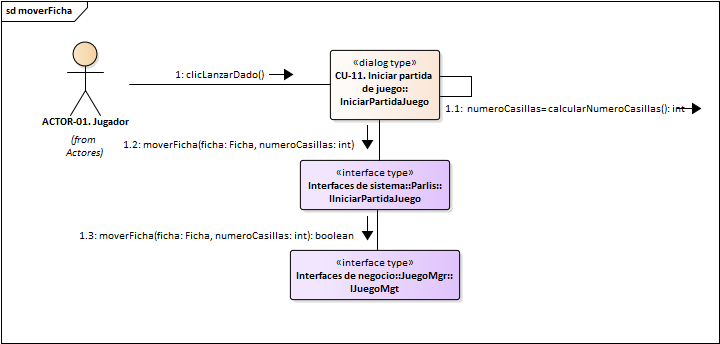 sd moverFicha
1: clicLanzarDado()
«dialog type»
CU-11. Iniciar partida
de juego::
IniciarPartidaJuego
ACTOR-01. Jugador
(from
Actores)
1.1: numeroCasillas= calcularNumeroCasillas(): int
1.2: moverFicha(ficha: Ficha, numeroCasillas: int)
«interface type»
Interfaces de sistema::Parlis::
IIniciarPartidaJuego
1.3: moverFicha(ficha: Ficha, numeroCasillas: int): boolean
«interface type»
Interfaces de negocio::JuegoMgr::
IJuegoMgt